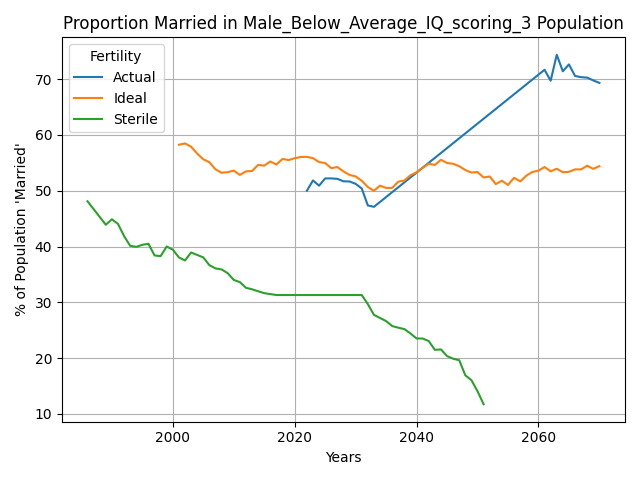 Proportion Married in Male_Below_Average_IQ_scoring_3 Population
Fertility
Actual
Ideal
Sterile
% of Population 'Married'
70
60
50
40
30
20
10
2000
2020
2040
2060
Years